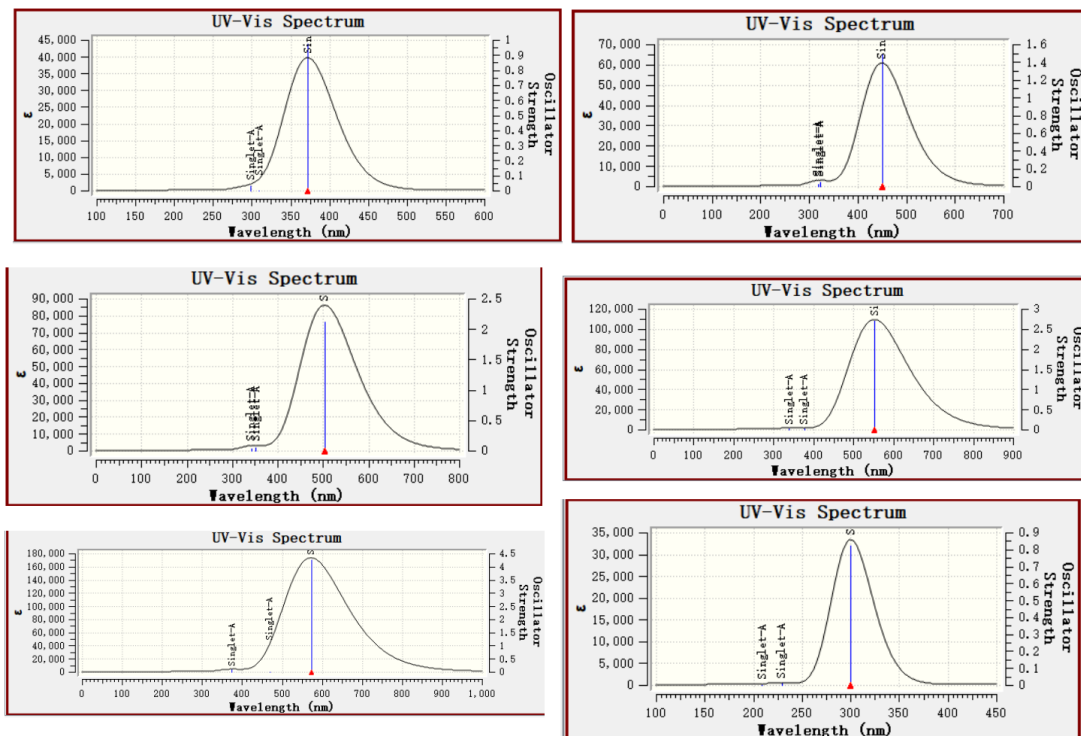 UV-Vis Spectrum
45,000
40,000
35,000
30,000
25,000
20,000
15,000
10,000
5,000
0
ε
Singlet-A
Singlet-A
Sin
1
0.9
0.8
0.7
0.6
0.5
0.4
0.3
0.2
0.1
0
Oscillator
Strength
100 150 200 250 300 350 400 450 500 550 600
Wavelength (nm)
UV-Vis Spectrum
70,000
60,000
50,000
40,000
30,000
20,000
10,000
0
ε
Singlet-A
Singlet-A
Sin
1.6
1.4
1.2
1
0.8
0.6
0.4
0.2
0
Oscillator
Strength
0 100 200 300 400 500 600 700
Wavelength (nm)
UV-Vis Spectrum
90,000
80,000
70,000
60,000
50,000
40,000
30,000
20,000
10,000
0
ε
Singlet-A
Singlet-A
S
2.5
2
1.5
1
0.5
0
Oscillator
Strength
0 100 200 300 400 500 600 700 800
Wavelength (nm)
UV-Vis Spectrum
120,000
100,000
80,000
60,000
40,000
20,000
0
ε
Singlet-A
Singlet-A
Si
3
2.5
2
1.5
1
0.5
0
Oscillator
Strength
0 100 200 300 400 500 600 700 800 900
Wavelength (nm)
UV-Vis Spectrum
180,000
160,000
140,000
120,000
100,000
80,000
60,000
40,000
20,000
ε
Singlet-A
Singlet-A
S
4.5
4
3.5
3
2.5
2
1.5
1
0.5
0
Oscillator
Strength
0 100 200 300 400 500 600 700 800 900 1,000
Wavelength (nm)
UV-Vis Spectrum
35,000
30,000
25,000
20,000
15,000
10,000
5,000
0
ε
Singlet-A
Singlet-A
S
0.9
0.8
0.7
0.6
0.5
0.4
0.3
0.2
0.1
0
Oscillator
Strength
100 150 200 250 300 350 400 450
Wavelength (nm)